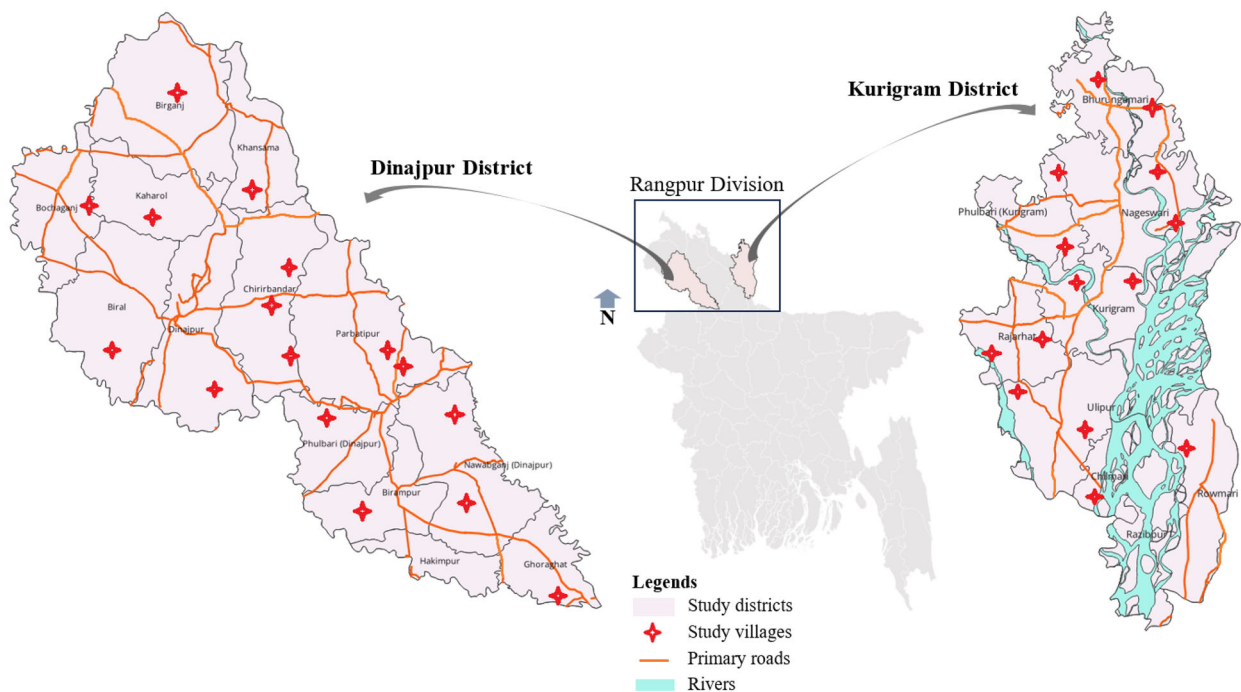 Kurigram District
Dinajpur District
Rangpur Division
N
Birganj
Khansama
Kaharol
Bochaganj
Chirirbandar
Biral
Dinajpur
Parbatipur
Phulbari (Dinajpur)
Nawabganj (Dinajpur)
Birampur
Hakimpur
Ghoraghat
Bhurungamari
Phulbari (Kurigram)
Nageswari
Kurigram
Rajarhat
Ulipur
Chilmari
Rowmari
Legends
Study districts
Study villages
Primary roads
Rivers